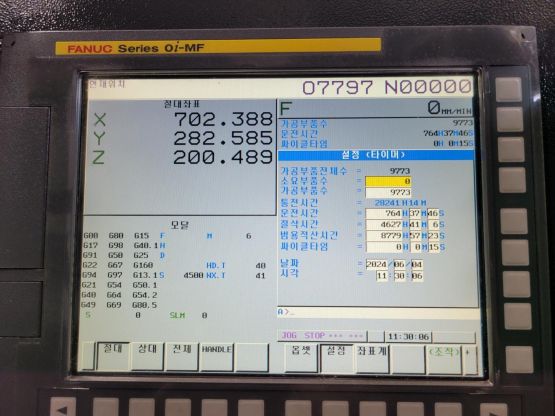 FANUC Series 0i-MF
현재위치 O7797 N00000
절대좌표
X 702.388
Y 282.585
Z 200.489
F 0 MM/MIN
가공부품수 9773
운전시간 764H37M46S
싸이클타임 0H 0M15S
설정 (타이머)
가공부품전체수 = 9773
소요부품수 = 0
가공부품수 = 9773
통전시간 = 28241H14M
운전시간 = 764H37M46S
절삭시간 = 4627H41M 6S
범용적산시간 = 8779H57M23S
싸이클타임 = 0H 0M15S
날짜 = 2024/06/04
시각 = 11:30:06
모달
G00 G80 G15 F M 6
G17 G98 G40.1 H
G91 G50 G25 D
G22 G67 G160 HD.T 40
G94 G97 G13.1 S 4500 NX.T 41
G21 G54 G50.1
G40 G64 G54.2
G49 G69 G80.5
S 0 SLM 0
A>_
JOG STOP *** *** 11:30:06
절대 상대 전체 HANDLE
옵셋 설정 좌표계 (조작) +